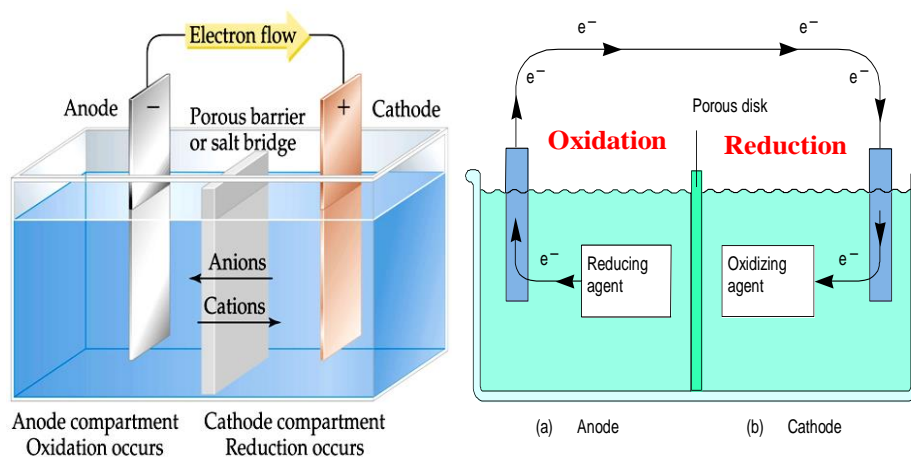 Electron flow
Anode
−
+
Cathode
Porous barrier
or salt bridge
Anions
Cations
Anode compartment
Oxidation occurs
Cathode compartment
Reduction occurs
e−
e−
e−
e−
Porous disk
Oxidation
Reduction
e−
Reducing
agent
Oxidizing
agent
e−
(a) Anode
(b) Cathode